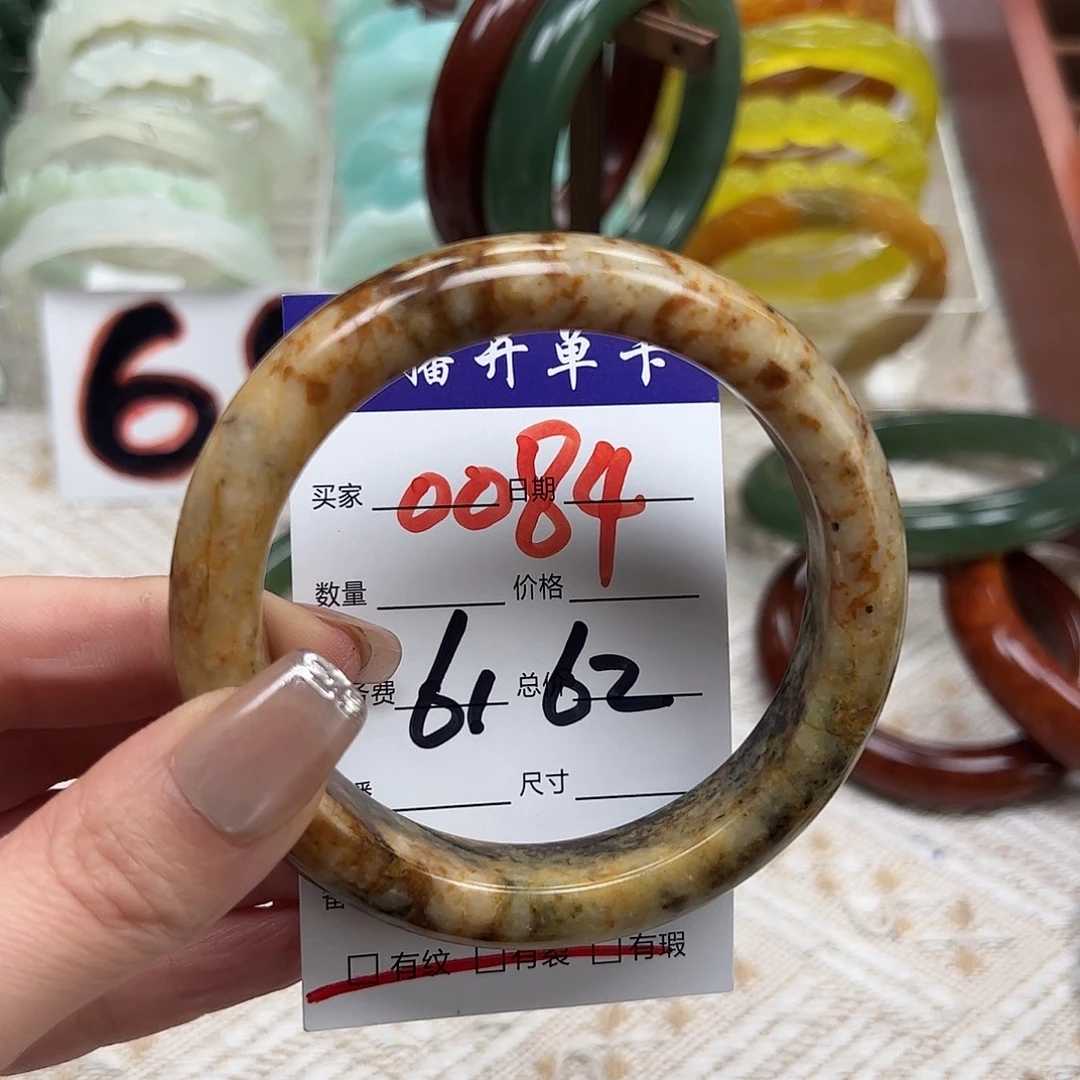 6
播开单卡
买家 0084 日期
数量 价格
务费 61 总价 62
尺寸
有纹 有裂 有瑕